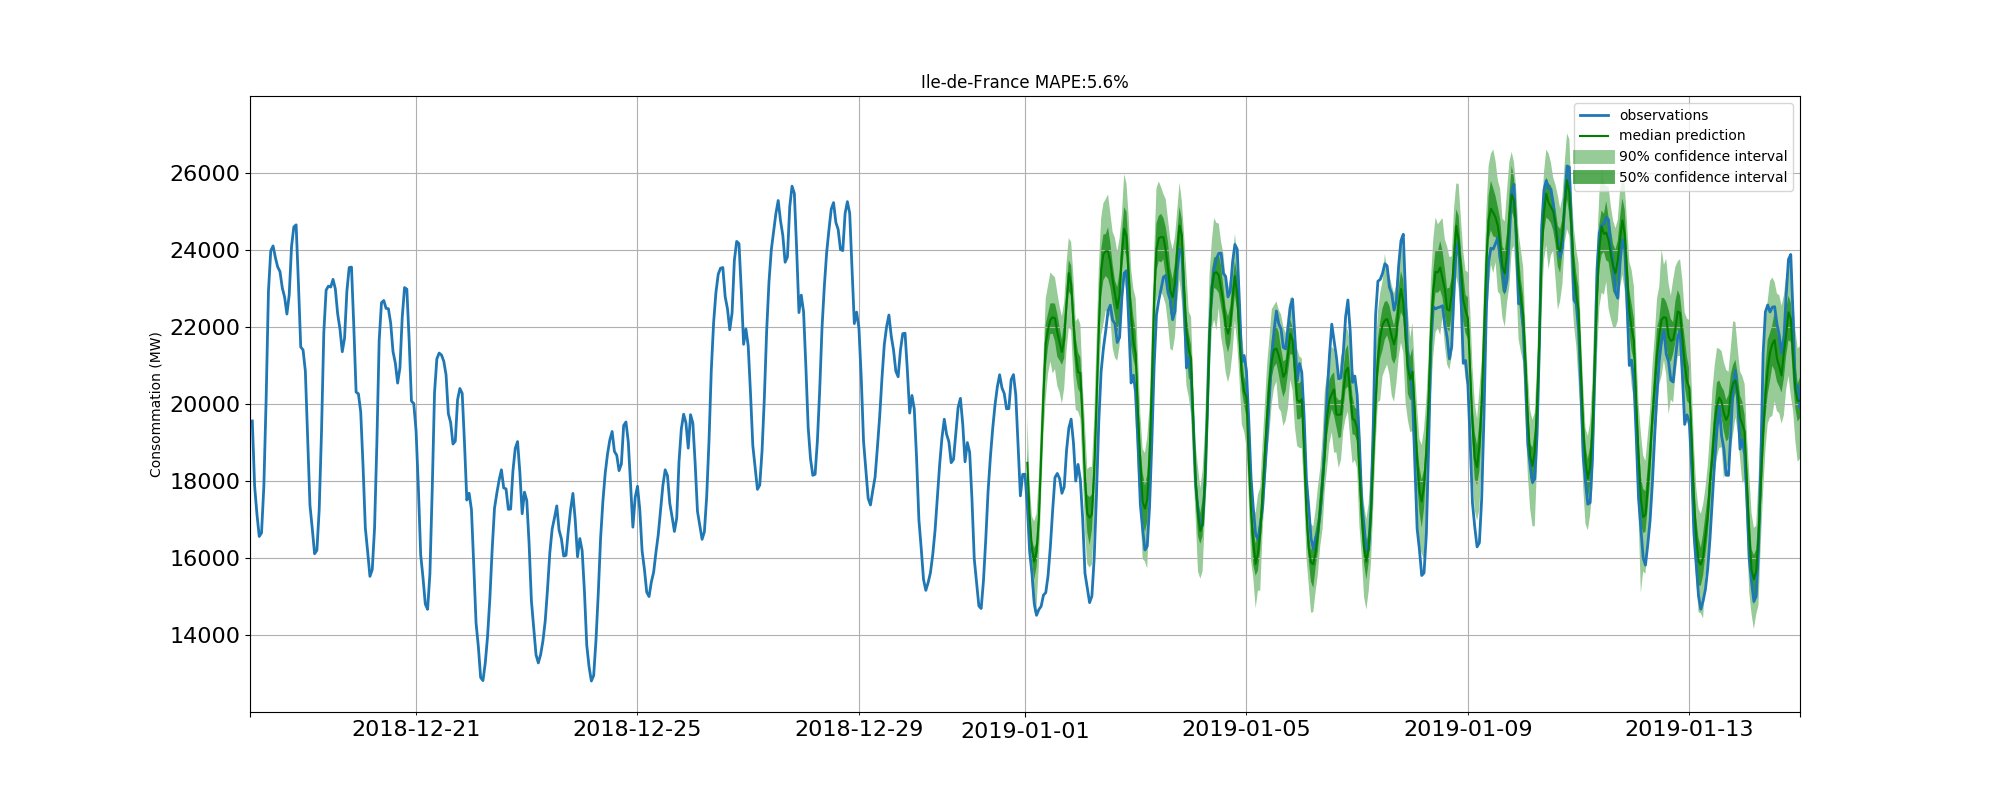 Ile-de-France MAPE:5.6%
observations
median prediction
90% confidence interval
50% confidence interval
Consommation (MW)
26000
24000
22000
20000
18000
16000
14000
2018-12-21
2018-12-25
2018-12-29
2019-01-01
2019-01-05
2019-01-09
2019-01-13